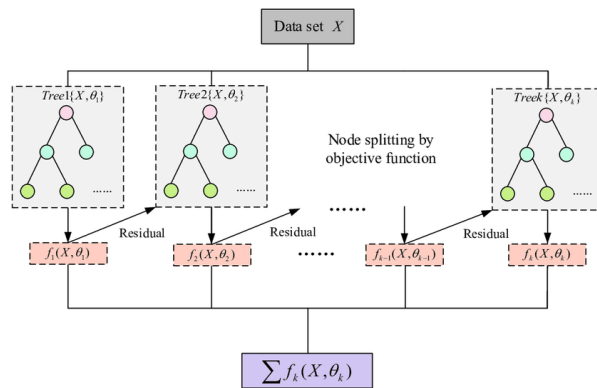 Data set X
Tree1{X,θ₁}
Tree2{X,θ₂}
Treek{X,θₖ}
Node splitting by
objective function
......
......
......
......
Residual
Residual
Residual
f₁(X,θ₁)
f₂(X,θ₂)
......
fₖ₋₁(X,θₖ₋₁)
fₖ(X,θₖ)
∑fₖ(X,θₖ)